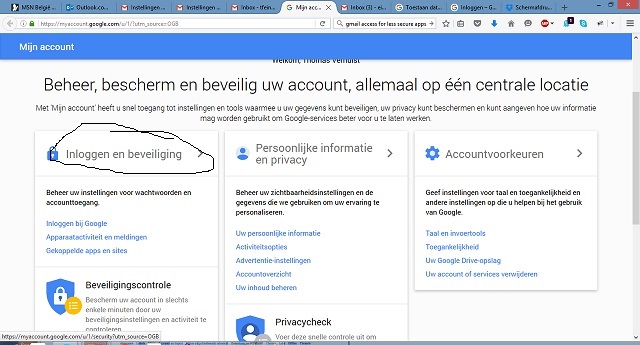 MSN België
Outlook.co...
Instellingen
Instellingen
Inbox - tfein...
Mijn acc...
Inbox (3) - ei...
Toestaan dat
Inloggen – G...
Schermafdru...
https://myaccount.google.com/u/1/?utm_source=OGB
gmail access for less secure apps
Mijn account
Welkom, Thomas Verhulst
Beheer, bescherm en beveilig uw account, allemaal op één centrale locatie
Met 'Mijn account' heeft u snel toegang tot instellingen en tools waarmee u uw gegevens kunt beveiligen, uw privacy kunt beschermen en kunt aangeven hoe uw informatie
mag worden gebruikt om Google-services beter voor u te laten werken.
Inloggen en beveiliging
Beheer uw instellingen voor wachtwoorden en
accounttoegang.
Inloggen bij Google
Apparaatactiviteit en meldingen
Gekoppelde apps en sites
Beveiligingscontrole
Bescherm uw account in slechts
enkele minuten door uw
beveiligingsinstellingen en activiteit te
controleren
Persoonlijke informatie
en privacy
Beheer uw zichtbaarheidsinstellingen en de
gegevens die we gebruiken om uw ervaring te
personaliseren.
Uw persoonlijke informatie
Activiteitsopties
Advertentie-instellingen
Accountoverzicht
Uw inhoud beheren
Privacycheck
Voer deze snelle controle uit om
Accountvoorkeuren
Geef instellingen voor taal en toegankelijkheid en
andere instellingen op die u helpen bij het gebruik
van Google.
Taal en invoertools
Toegankelijkheid
Uw Google Drive-opslag
Uw account of services verwijderen
https://myaccount.google.com/u/1/security?utm_source=OGB